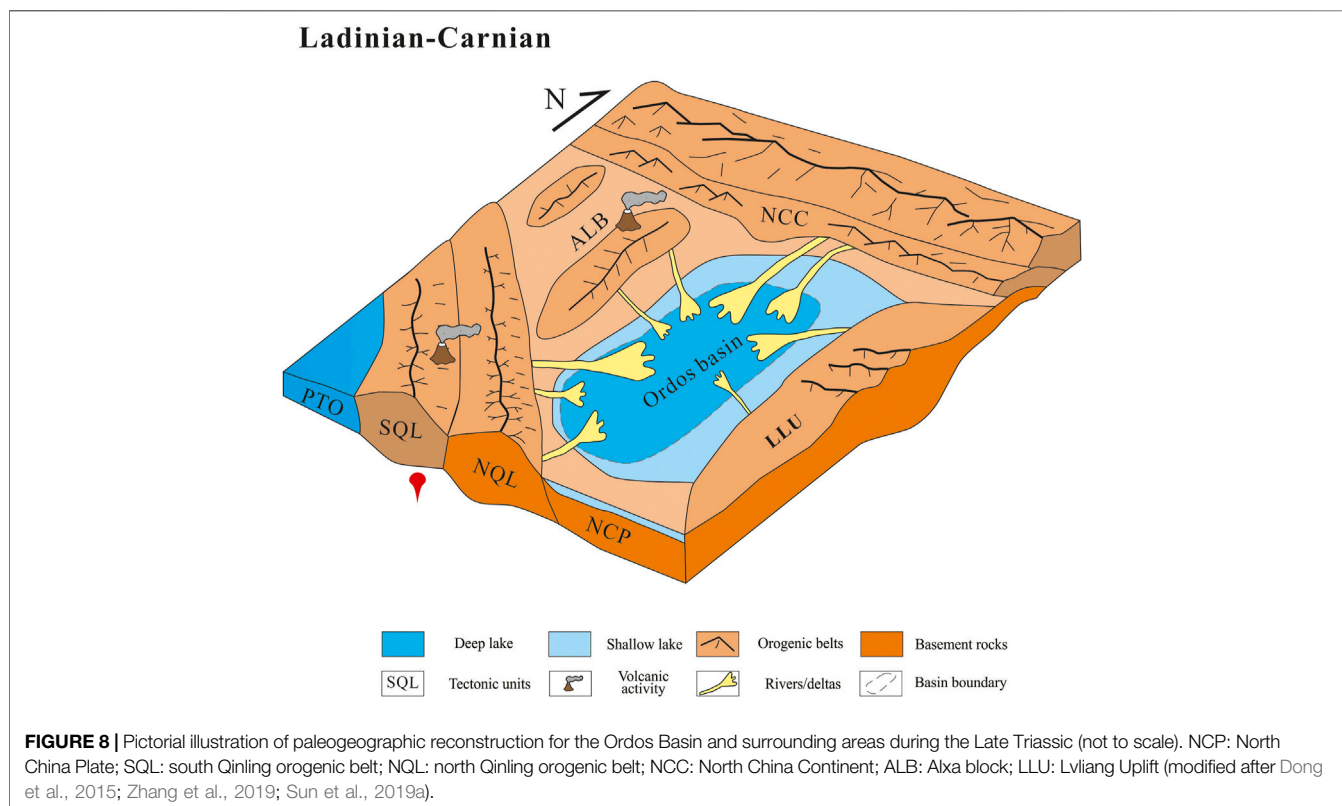 Ladinian-Carnian
N
ALB
NCC
Ordos basin
PTO
SQL
NQL
LLU
NCP
Deep lake
Shallow lake
Orogenic belts
Basement rocks
SQL
Tectonic units
Volcanic
activity
Rivers/deltas
Basin boundary
FIGURE 8 | Pictorial illustration of paleogeographic reconstruction for the Ordos Basin and surrounding areas during the Late Triassic (not to scale). NCP: North
China Plate; SQL: south Qinling orogenic belt; NQL: north Qinling orogenic belt; NCC: North China Continent; ALB: Alxa block; LLU: Lvliang Uplift (modified after Dong
et al., 2015; Zhang et al., 2019; Sun et al., 2019a).